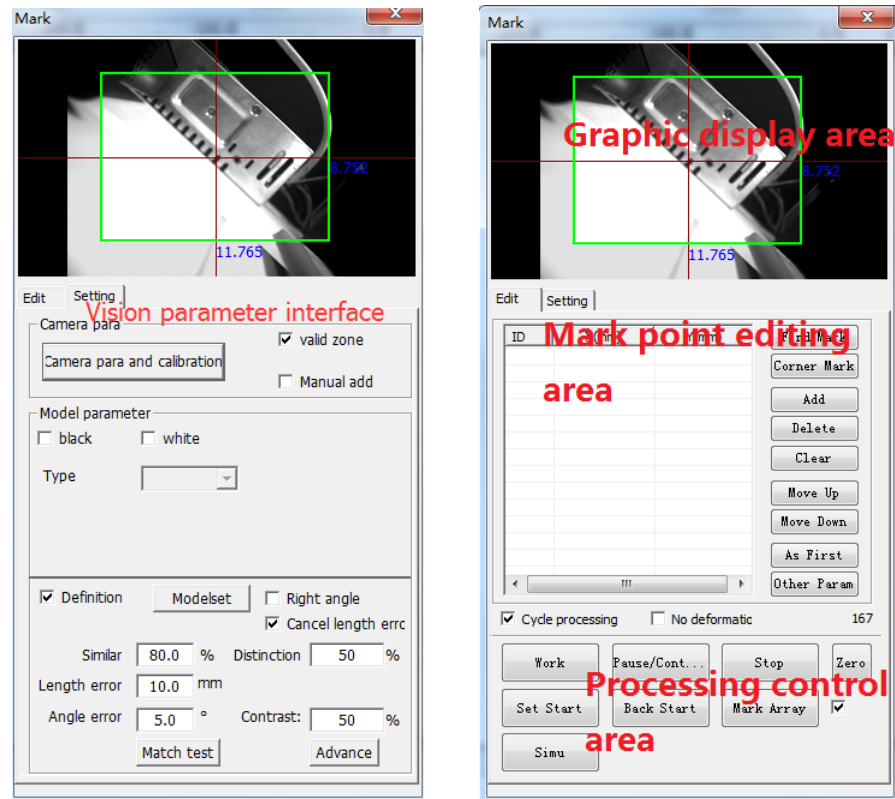 Mark
8.752
11.765
Edit Setting
Vision parameter interface
Camera para
Camera para and calibration
valid zone
Manual add
Model parameter
black white
Type
Definition Modelset Right angle
Cancel length errc
Similar 80.0 % Distinction 50 %
Length error 10.0 mm
Angle error 5.0 ° Contrast: 50 %
Match test Advance
Mark
Graphic display area
8.752
11.765
Edit Setting
ID
Mark point editing
area
Corner Mark
Add
Delete
Clear
Move Up
Move Down
As First
Other Param
Cycle processing No deformatic 167
Work Pause/Cont... Stop Zero
Processing control
Set Start Back Start Mark Array
area
Simu